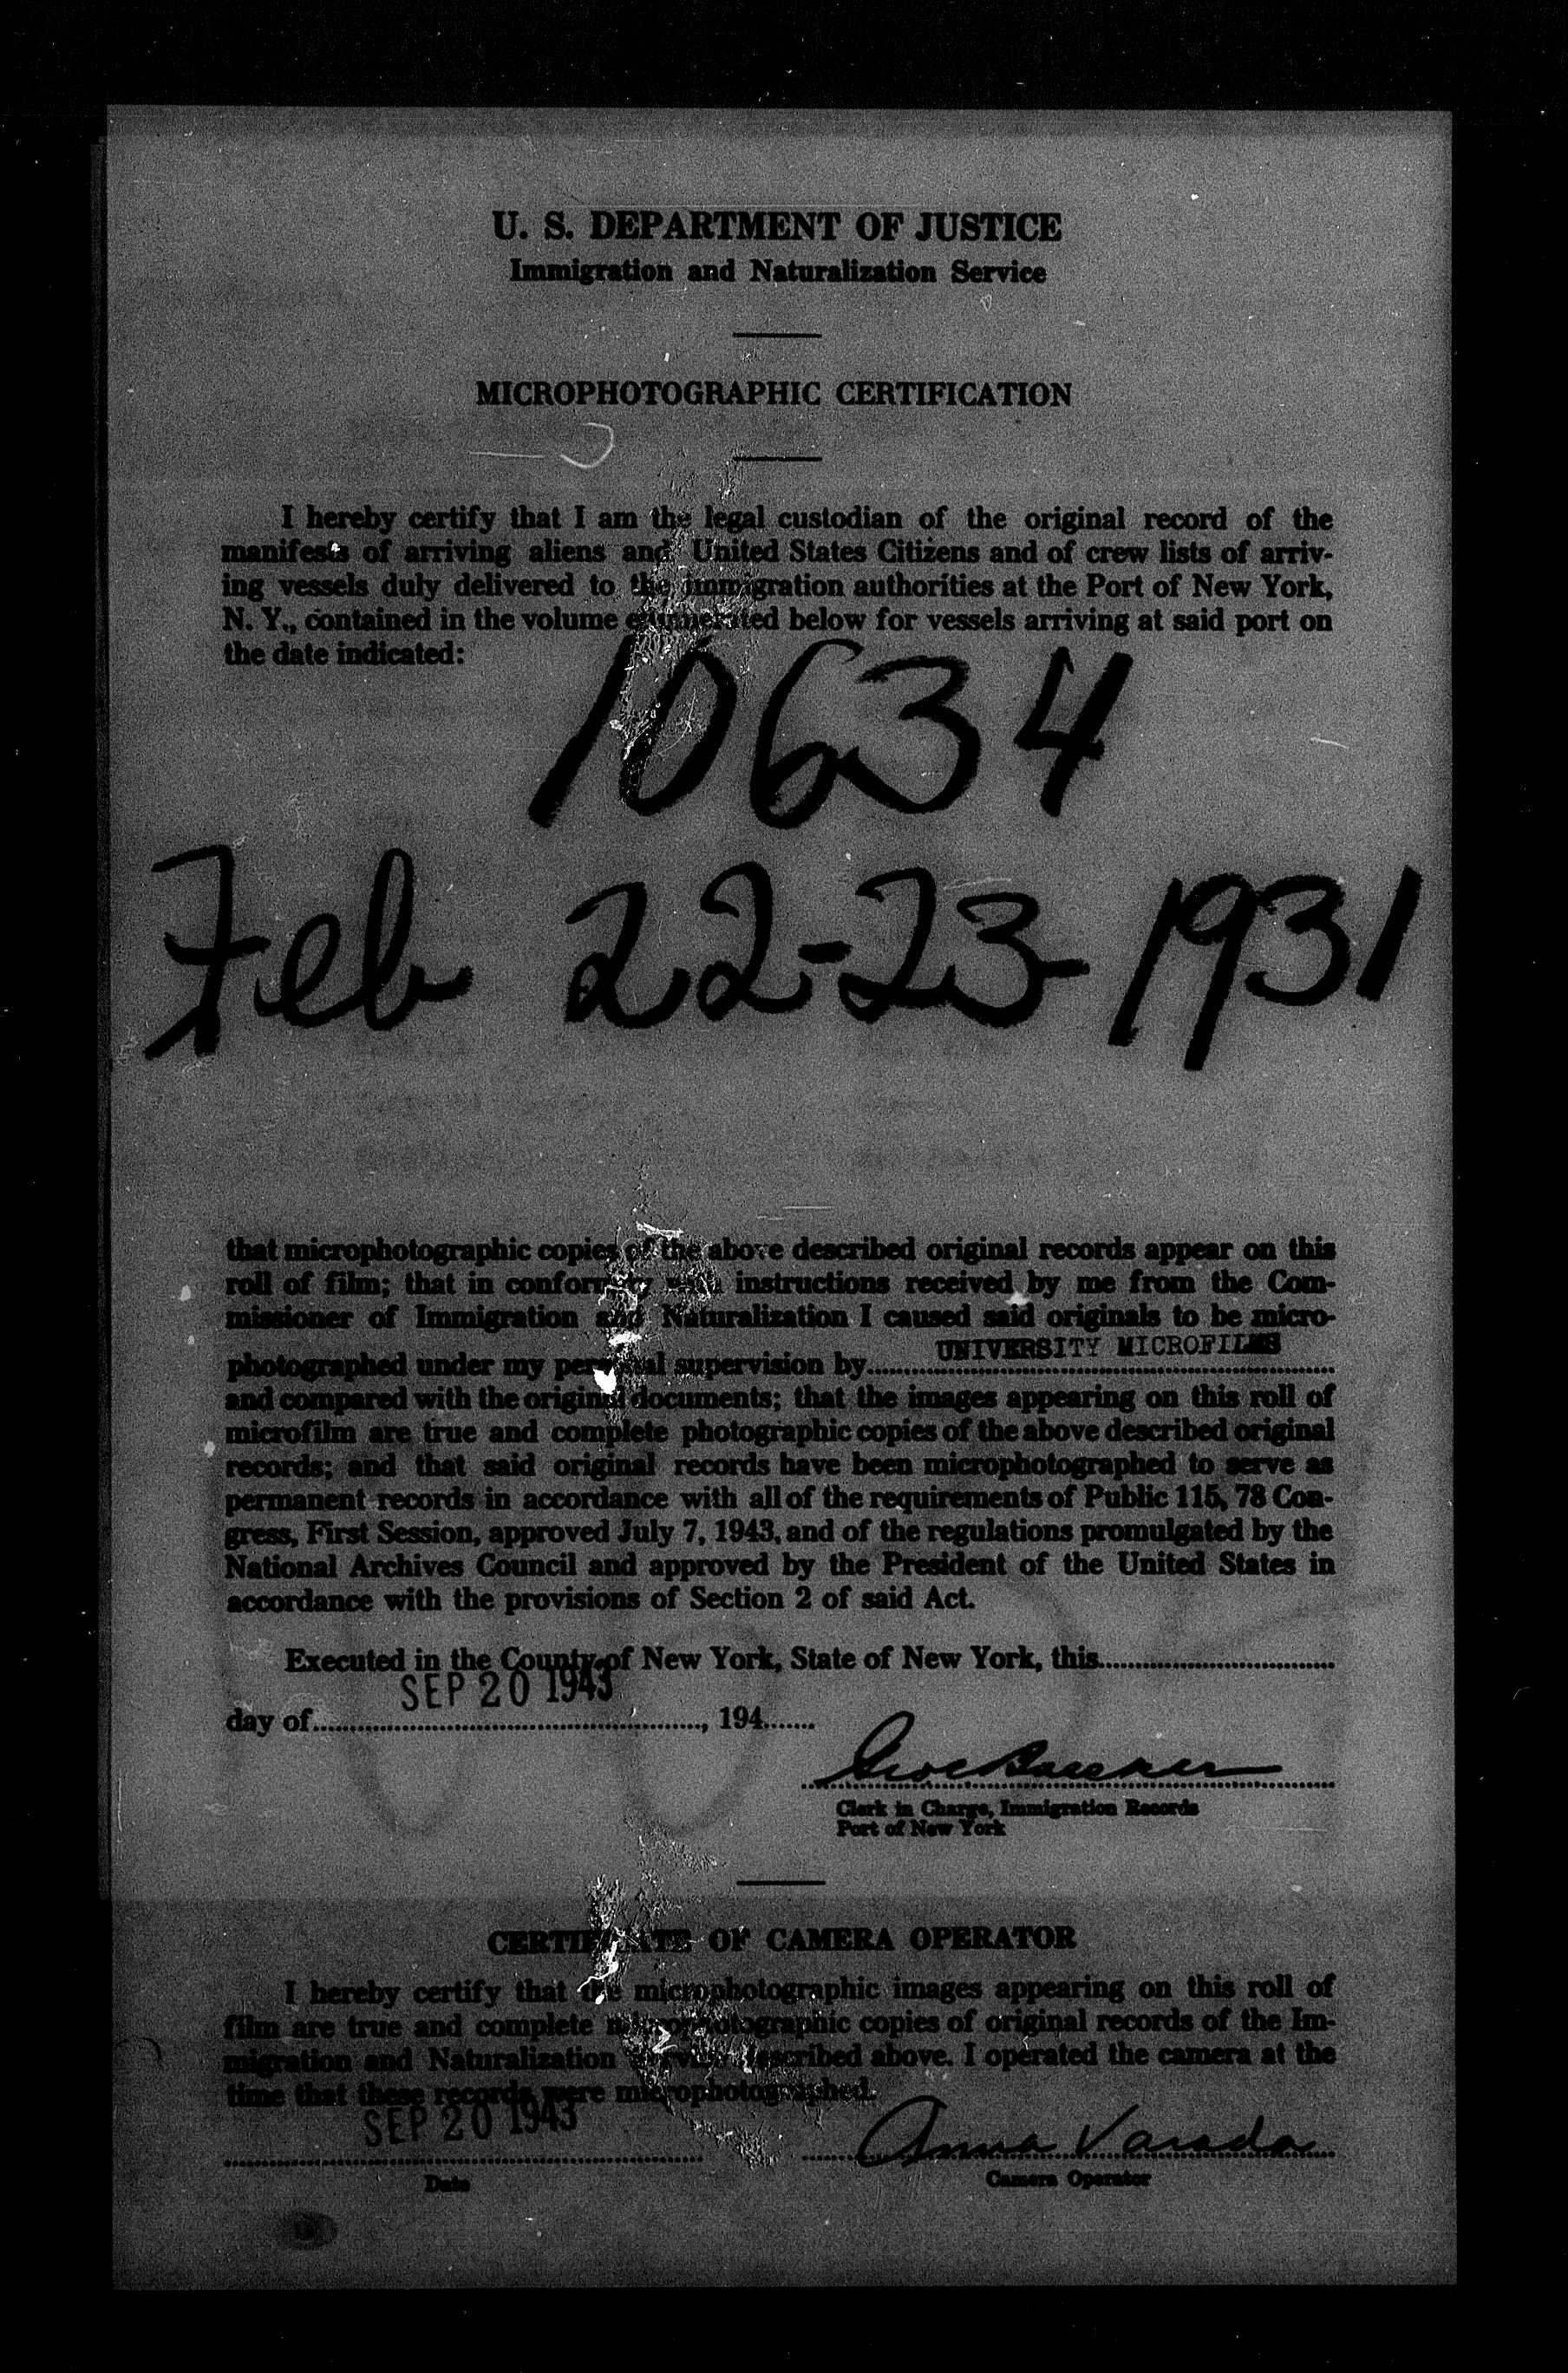 U. S. DEPARTMENT OF JUSTICE
Immigration and Naturalization Service
MICROPHOTOGRAPHIC CERTIFICATION
I hereby certify that I am the legal custodian of the original record of the
manifests of arriving aliens and United States Citizens and of crew lists of arriv-
ing vessels duly delivered to the immigration authorities at the Port of New York,
N. Y., contained in the volume enumerated below for vessels arriving at said port on
the date indicated:
10634
Feb 22-23-1931
that microphotographic copies of the above described original records appear on this
roll of film; that in conformity with instructions received by me from the Com-
missioner of Immigration and Naturalization I caused said originals to be micro-
photographed under my personal supervision by UNIVERSITY MICROFILMS
and compared with the original documents; that the images appearing on this roll of
microfilm are true and complete photographic copies of the above described original
records; and that said original records have been microphotographed to serve as
permanent records in accordance with all of the requirements of Public 115, 78 Con-
gress, First Session, approved July 7, 1943, and of the regulations promulgated by the
National Archives Council and approved by the President of the United States in
accordance with the provisions of Section 2 of said Act.
Executed in the County of New York, State of New York, this
SEP 20 1943
day of, 194
Clerk in Charge, Immigration Records
Port of New York
CERTIFICATE OF CAMERA OPERATOR
I hereby certify that the microphotographic images appearing on this roll of
film are true and complete microphotographic copies of original records of the Im-
migration and Naturalization Service described above. I operated the camera at the
time that these records were microphotographed.
SEP 20 1943 Anna Varada
Date Camera Operator